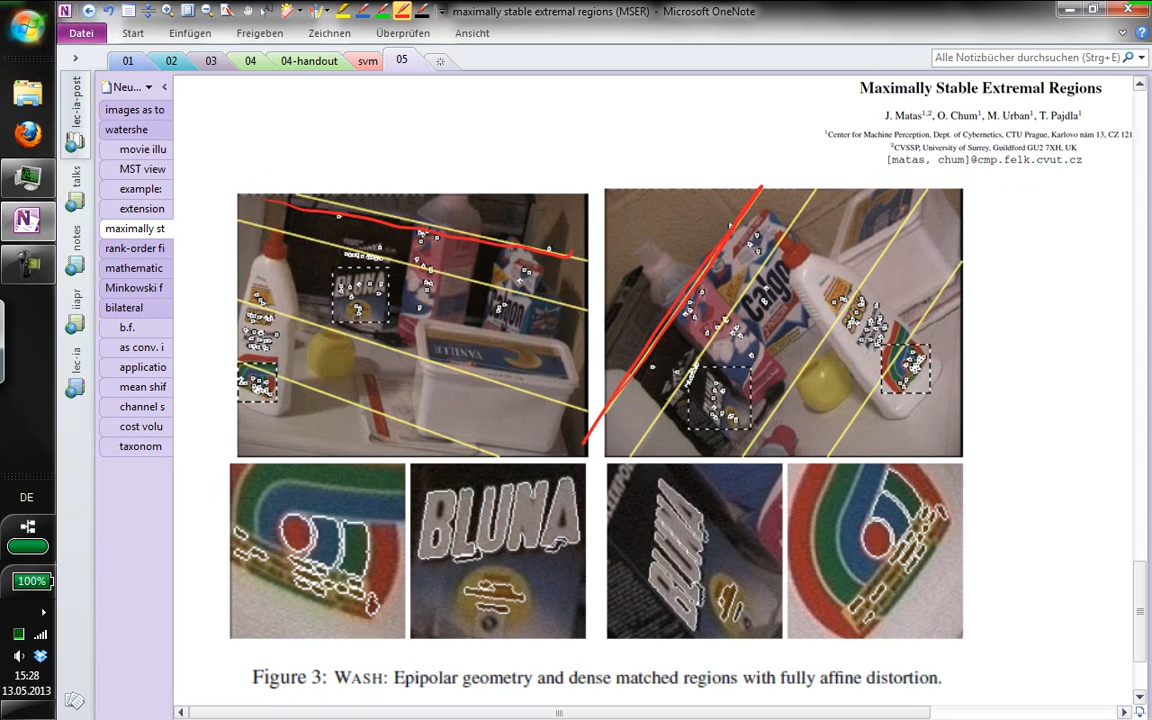 maximally stable extremal regions (MSER) - Microsoft OneNote
Datei Start Einfügen Freigeben Zeichnen Überprüfen Ansicht
01 02 03 04 04-handout svm 05
Alle Notizbücher durchsuchen (Strg+E)
Neu...
lec-ia-post
talks
notes
iiapr
lec-ia
images as to
watershe
movie illu
MST view
example:
extension
maximally st
rank-order fi
mathematic
Minkowski f
bilateral
b.f.
as conv. i
applicatio
mean shif
channel s
cost volu
taxonom
Maximally Stable Extremal Regions
J. Matas1,2, O. Chum1, M. Urban1, T. Pajdla1
1Center for Machine Perception, Dept. of Cybernetics, CTU Prague, Karlovo nám 13, CZ 121
2CVSSP, University of Surrey, Guildford GU2 7XH, UK
[matas, chum]@cmp.felk.cvut.cz
BLUNA
VANILLE
Cargo
BLUNA
BLUNA
Figure 3: WASH: Epipolar geometry and dense matched regions with fully affine distortion.
DE
100%
15:28
13.05.2013